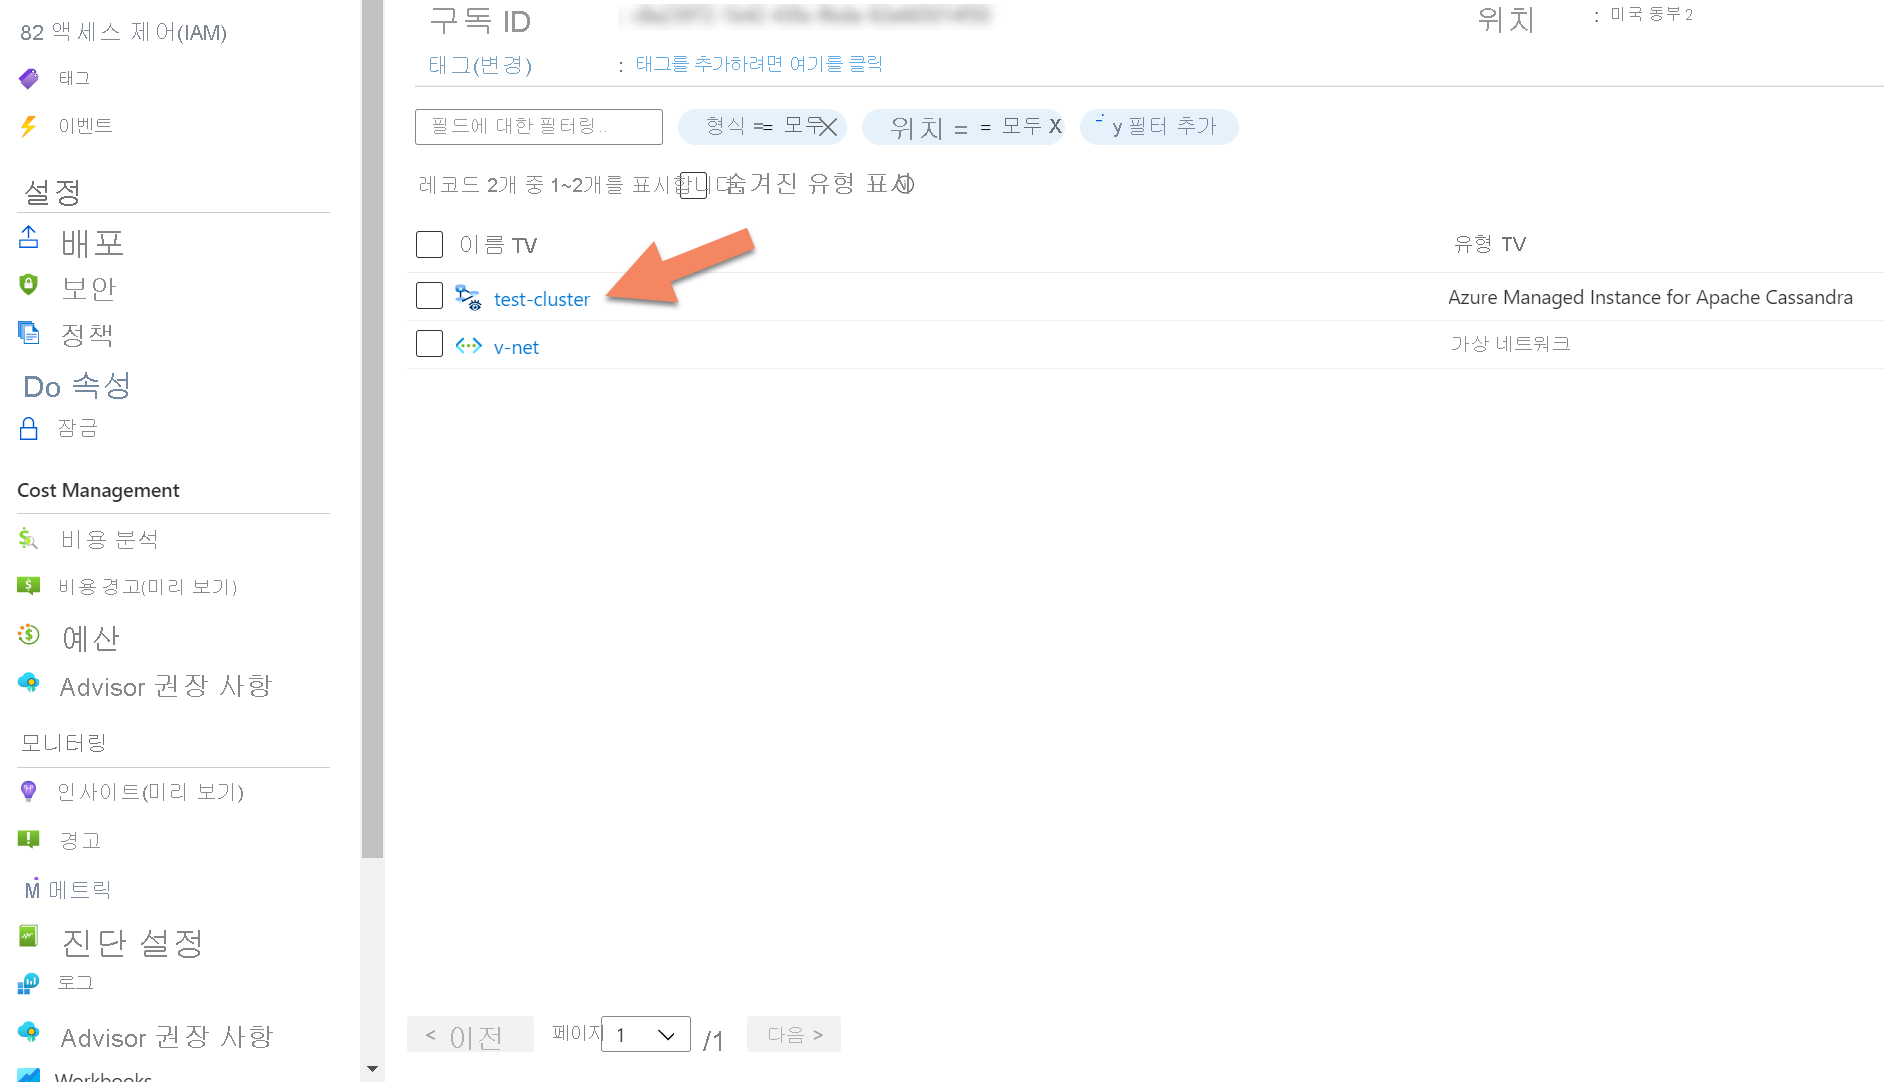 82 액세스 제어(IAM)
태그
이벤트
설정
배포
보안
정책
Do 속성
잠금
Cost Management
비용 분석
비용 경고(미리 보기)
예산
Advisor 권장 사항
모니터링
인사이트(미리 보기)
경고
M 메트릭
진단 설정
로그
Advisor 권장 사항
Workbooks
구독 ID
위치 : 미국 동부 2
태그(변경) : 태그를 추가하려면 여기를 클릭
필드에 대한 필터링.. 형식 == 모두 X 위치 = = 모두 X y 필터 추가
레코드 2개 중 1~2개를 표시합니다. 숨겨진 유형 표시
이름 TV 유형 TV
test-cluster Azure Managed Instance for Apache Cassandra
v-net 가상 네트워크
< 이전 페이지 1 /1 다음 >